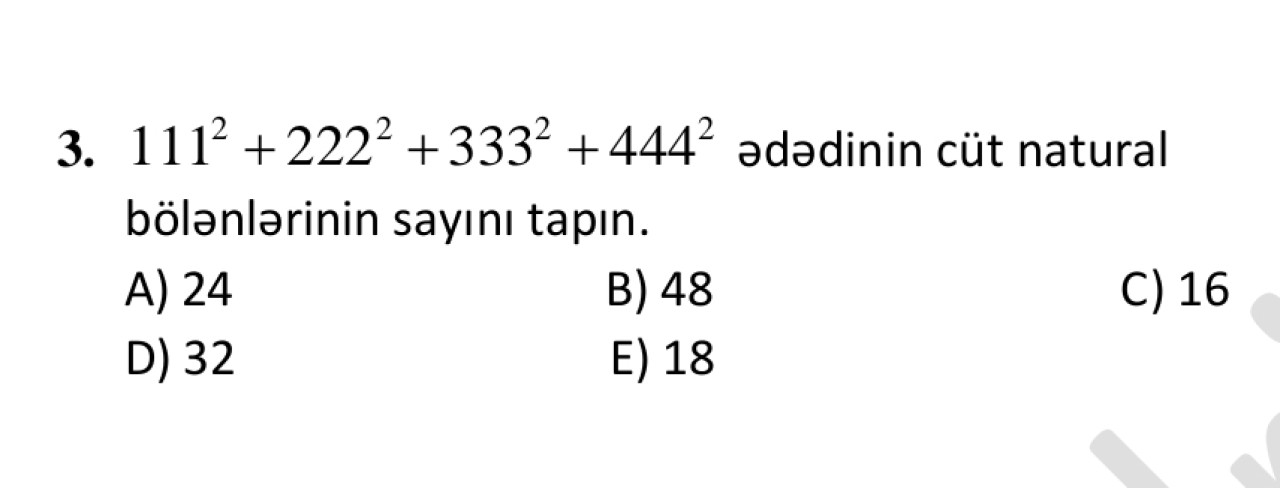 3. 111² + 222² + 333² + 444² ədədinin cüt natural
bölənlərinin sayını tapın.
A) 24 B) 48 C) 16
D) 32 E) 18